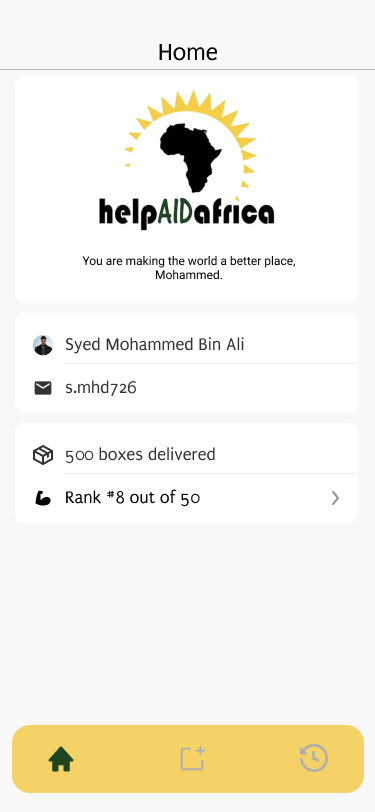 Home
helpAIDafrica
You are making the world a better place,
Mohammed.
Syed Mohammed Bin Ali
s.mhd726
500 boxes delivered
Rank #8 out of 50